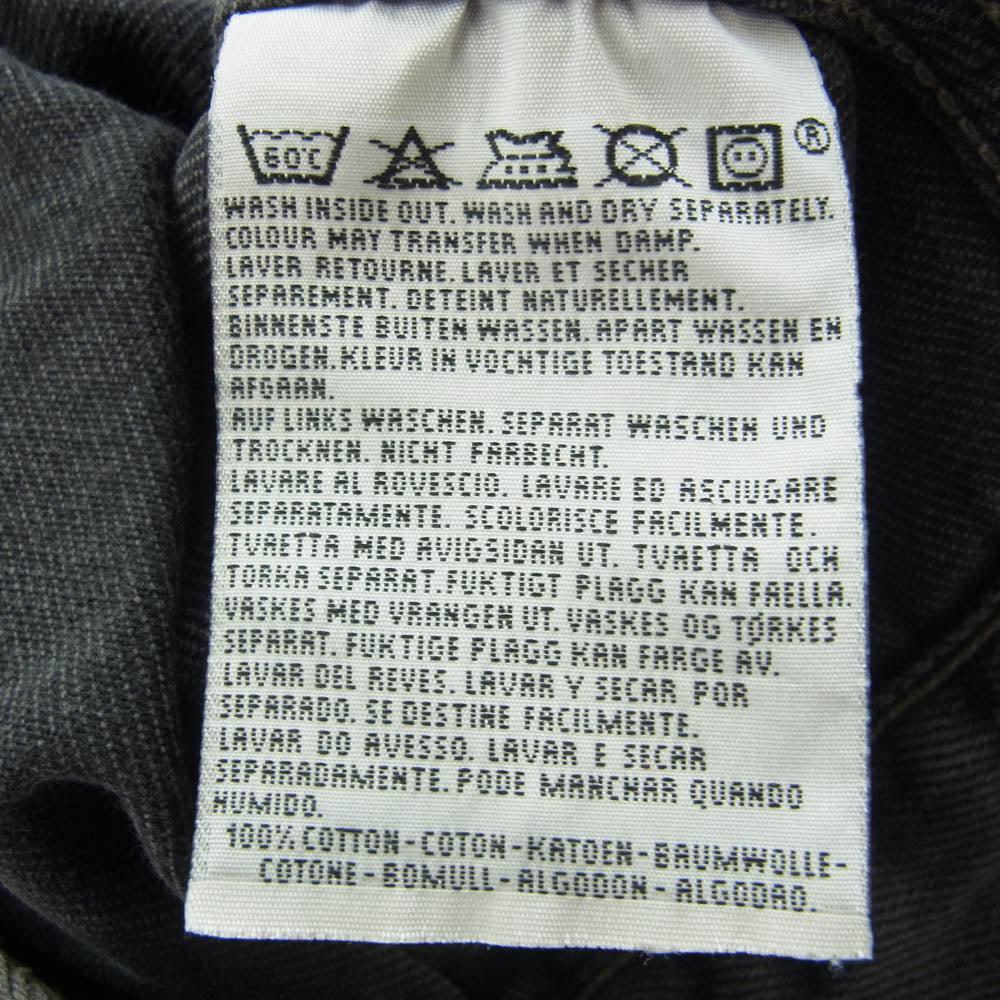 60C ®
WASH INSIDE OUT. WASH AND DRY SEPARATELY.
COLOUR MAY TRANSFER WHEN DAMP.
LAVER RETOURNE. LAVER ET SECHER
SEPAREMENT. DETEINT NATURELLEMENT.
BINNENSTE BUITEN WASSEN. APART WASSEN EN
DROGEN. KLEUR IN VOCHTIGE TOESTAND KAN
AFGAAN.
AUF LINKS WASCHEN. SEPARAT WASCHEN UND
TROCKNEN. NICHT FARBECHT.
LAVARE AL ROVESCIO. LAVARE ED ASCIUGARE
SEPARATAMENTE. SCOLORISCE FACILMENTE.
TVAETTA MED AVIGSIDAN UT. TVAETTA OCH
TORKA SEPARAT. FUKTIGT PLAGG KAN FAELLA.
VASKES MED VRANGEN UT. VASKES OG TØRKES
SEPARAT. FUKTIGE PLAGG KAN FARGE AV.
LAVAR DEL REVES. LAVAR Y SECAR POR
SEPARADO. SE DESTINE FACILMENTE.
LAVAR DO AVESSO. LAVAR E SECAR
SEPARADAMENTE. PODE MANCHAR QUANDO
HUMIDO.
100% COTTON-COTON-KATOEN-BAUMWOLLE-
COTONE-BOMULL-ALGODON-ALGODAO.